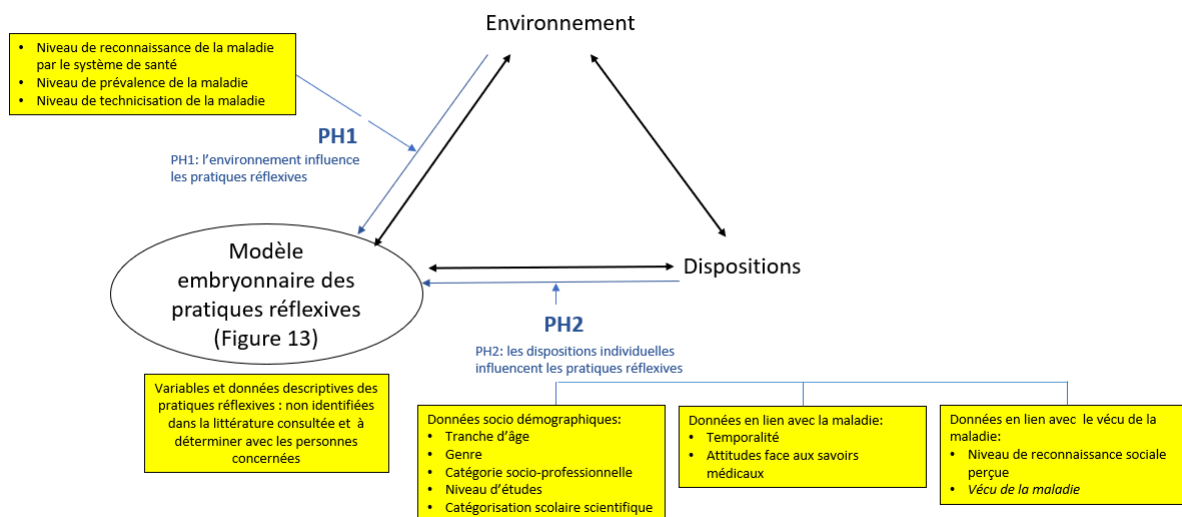 Environnement
• Niveau de reconnaissance de la maladie
par le système de santé
• Niveau de prévalence de la maladie
• Niveau de technicisation de la maladie
PH1
PH1: l'environnement influence
les pratiques réflexives
Modèle
embryonnaire des
pratiques réflexives
(Figure 13)
Dispositions
PH2
PH2: les dispositions individuelles
influencent les pratiques réflexives
Variables et données descriptives des
pratiques réflexives : non identifiées
dans la littérature consultée et à
déterminer avec les personnes
concernées
Données socio démographiques:
• Tranche d'âge
• Genre
• Catégorie socio-professionnelle
• Niveau d'études
• Catégorisation scolaire scientifique
Données en lien avec la maladie:
• Temporalité
• Attitudes face aux savoirs
médicaux
Données en lien avec le vécu de la
maladie:
• Niveau de reconnaissance sociale
perçue
• Vécu de la maladie